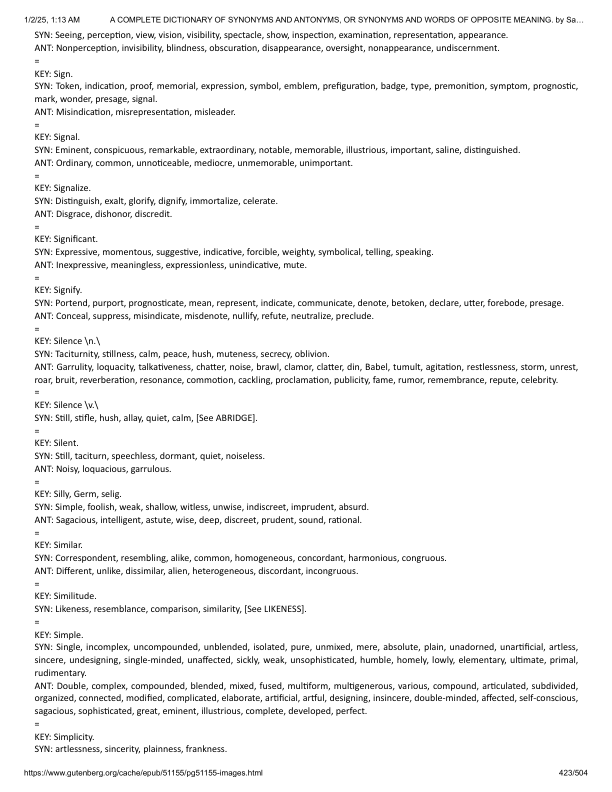 1/2/25, 1:13 AM A COMPLETE DICTIONARY OF SYNONYMS AND ANTONYMS, OR SYNONYMS AND WORDS OF OPPOSITE MEANING. by Sa…
SYN: Seeing, perception, view, vision, visibility, spectacle, show, inspection, examination, representation, appearance.
ANT: Nonperception, invisibility, blindness, obscuration, disappearance, oversight, nonappearance, undiscernment.
=
KEY: Sign.
SYN: Token, indication, proof, memorial, expression, symbol, emblem, prefiguration, badge, type, premonition, symptom, prognostic,
mark, wonder, presage, signal.
ANT: Misindication, misrepresentation, misleader.
=
KEY: Signal.
SYN: Eminent, conspicuous, remarkable, extraordinary, notable, memorable, illustrious, important, saline, distinguished.
ANT: Ordinary, common, unnoticeable, mediocre, unmemorable, unimportant.
=
KEY: Signalize.
SYN: Distinguish, exalt, glorify, dignify, immortalize, celerate.
ANT: Disgrace, dishonor, discredit.
=
KEY: Significant.
SYN: Expressive, momentous, suggestive, indicative, forcible, weighty, symbolical, telling, speaking.
ANT: Inexpressive, meaningless, expressionless, unindicative, mute.
=
KEY: Signify.
SYN: Portend, purport, prognosticate, mean, represent, indicate, communicate, denote, betoken, declare, utter, forebode, presage.
ANT: Conceal, suppress, misindicate, misdenote, nullify, refute, neutralize, preclude.
=
KEY: Silence \n.\
SYN: Taciturnity, stillness, calm, peace, hush, muteness, secrecy, oblivion.
ANT: Garrulity, loquacity, talkativeness, chatter, noise, brawl, clamor, clatter, din, Babel, tumult, agitation, restlessness, storm, unrest,
roar, bruit, reverberation, resonance, commotion, cackling, proclamation, publicity, fame, rumor, remembrance, repute, celebrity.
=
KEY: Silence \v.\
SYN: Still, stifle, hush, allay, quiet, calm, [See ABRIDGE].
=
KEY: Silent.
SYN: Still, taciturn, speechless, dormant, quiet, noiseless.
ANT: Noisy, loquacious, garrulous.
=
KEY: Silly, Germ, selig.
SYN: Simple, foolish, weak, shallow, witless, unwise, indiscreet, imprudent, absurd.
ANT: Sagacious, intelligent, astute, wise, deep, discreet, prudent, sound, rational.
=
KEY: Similar.
SYN: Correspondent, resembling, alike, common, homogeneous, concordant, harmonious, congruous.
ANT: Different, unlike, dissimilar, alien, heterogeneous, discordant, incongruous.
=
KEY: Similitude.
SYN: Likeness, resemblance, comparison, similarity, [See LIKENESS].
=
KEY: Simple.
SYN: Single, incomplex, uncompounded, unblended, isolated, pure, unmixed, mere, absolute, plain, unadorned, unartificial, artless,
sincere, undesigning, single-minded, unaffected, sickly, weak, unsophisticated, humble, homely, lowly, elementary, ultimate, primal,
rudimentary.
ANT: Double, complex, compounded, blended, mixed, fused, multiform, multigenerous, various, compound, articulated, subdivided,
organized, connected, modified, complicated, elaborate, artificial, artful, designing, insincere, double-minded, affected, self-conscious,
sagacious, sophisticated, great, eminent, illustrious, complete, developed, perfect.
=
KEY: Simplicity.
SYN: artlessness, sincerity, plainness, frankness.
https://www.gutenberg.org/cache/epub/51155/pg51155-images.html 423/504